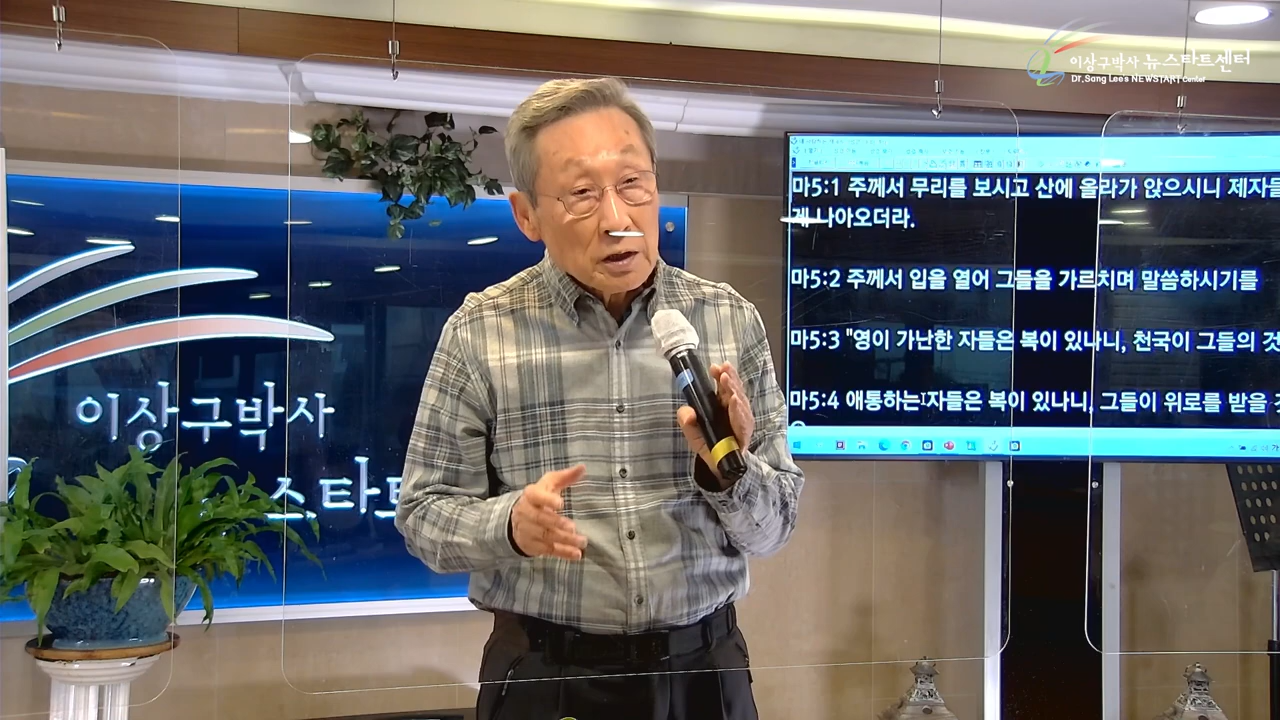 이상구박사 뉴스타트센터
Dr.Sang Lee's NEWSTART Center
마5:1 주께서 무리를 보시고 산에 올라가 앉으시니 제자들
게 나아오더라.
마5:2 주께서 입을 열어 그들을 가르치며 말씀하시기를
마5:3 "영이 가난한 자들은 복이 있나니, 천국이 그들의 것
마5:4 애통하는 자들은 복이 있나니, 그들이 위로를 받을
이상구박사
스타트